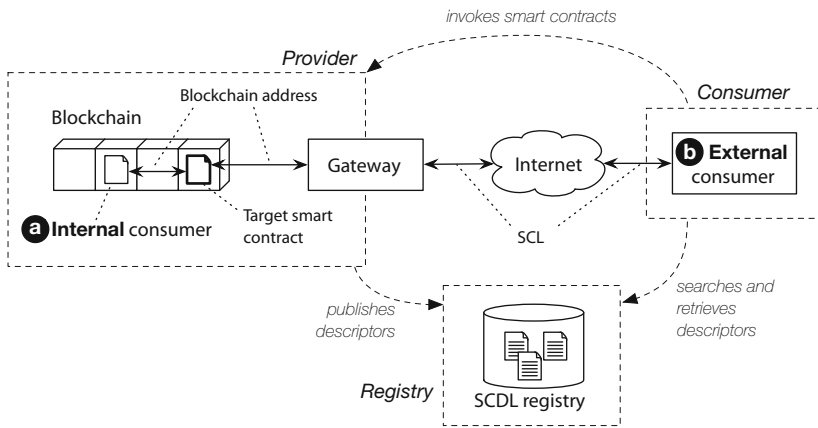 invokes smart contracts
Provider
Consumer
Blockchain
Blockchain address
Gateway
Internet
b External
consumer
a Internal consumer
Target smart
contract
SCL
publishes
descriptors
searches and
retrieves
descriptors
Registry
SCDL registry